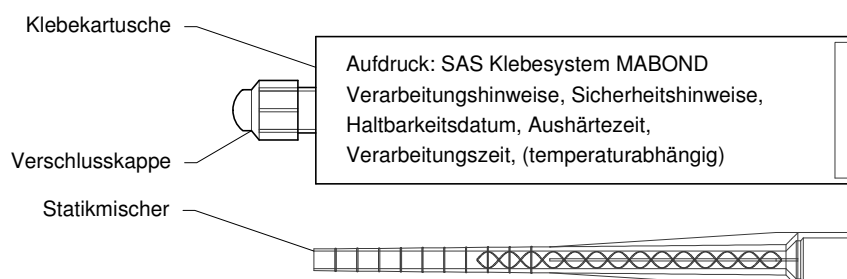 Klebekartusche
Aufdruck: SAS Klebesystem MABOND
Verarbeitungshinweise, Sicherheitshinweise,
Haltbarkeitsdatum, Aushärtezeit,
Verarbeitungszeit, (temperaturabhängig)
Verschlusskappe
Statikmischer